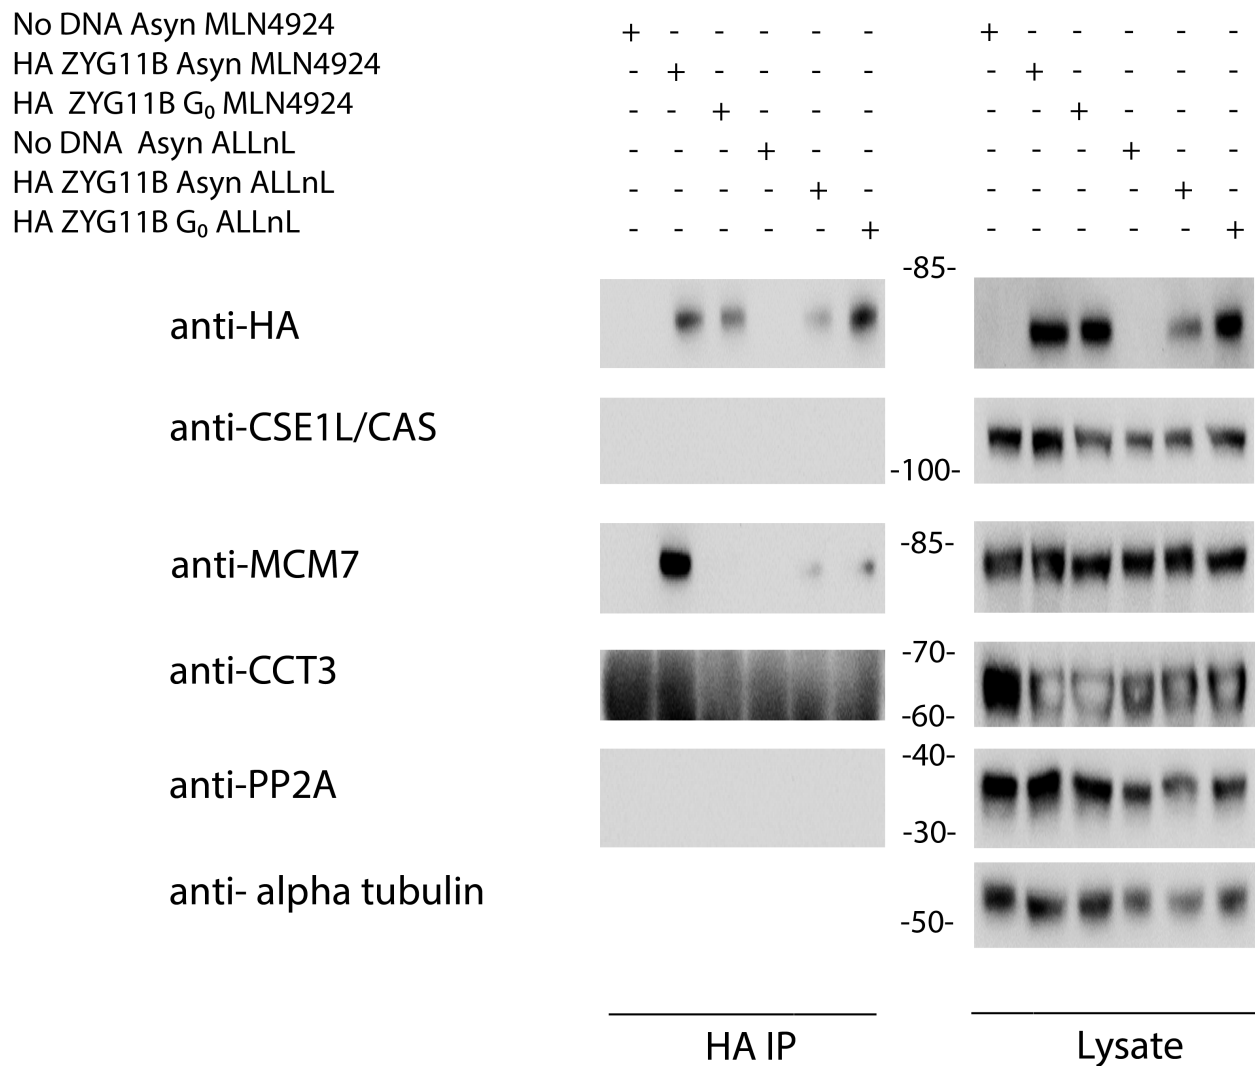 No DNA Asyn MLN4924 + - - - - - + - - - - -
HA ZYG11B Asyn MLN4924 - + - - - - - + - - - -
HA ZYG11B G₀ MLN4924 - - + - - - - - + - - -
No DNA Asyn ALLnL - - - + - - - - - + - -
HA ZYG11B Asyn ALLnL - - - - + - - - - - + -
HA ZYG11B G₀ ALLnL - - - - - + - - - - - +
-85-
anti-HA
anti-CSE1L/CAS
-100-
-85-
anti-MCM7
-70-
anti-CCT3
-60-
-40-
anti-PP2A
-30-
anti- alpha tubulin
-50-
HA IP Lysate